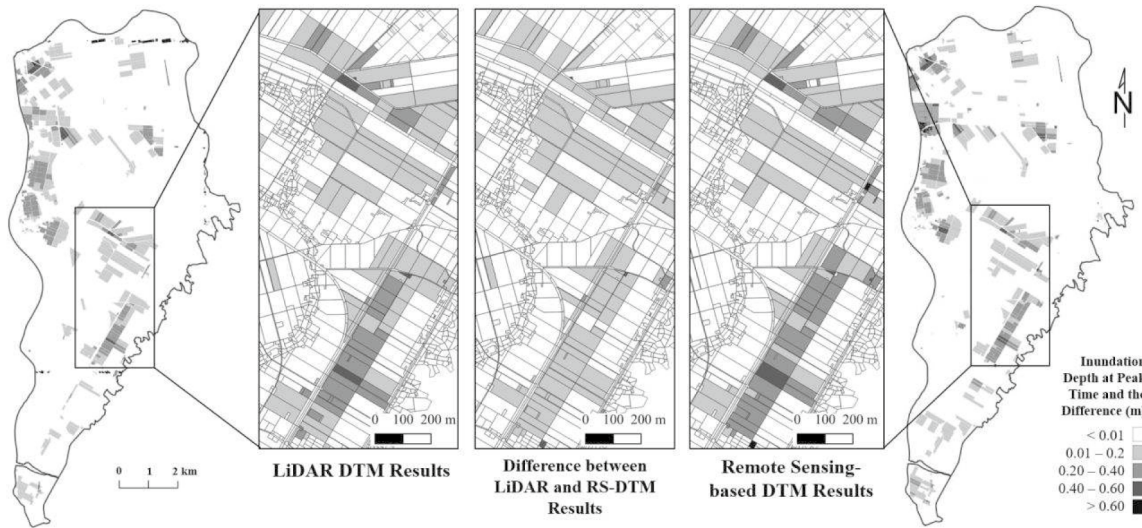 N
0 100 200 m
0 100 200 m
0 100 200 m
0 1 2 km
LiDAR DTM Results
Difference between
LiDAR and RS-DTM
Results
Remote Sensing-
based DTM Results
Inundation
Depth at Peak
Time and the
Difference (m
< 0.01
0.01 – 0.2
0.20 – 0.40
0.40 – 0.60
> 0.60